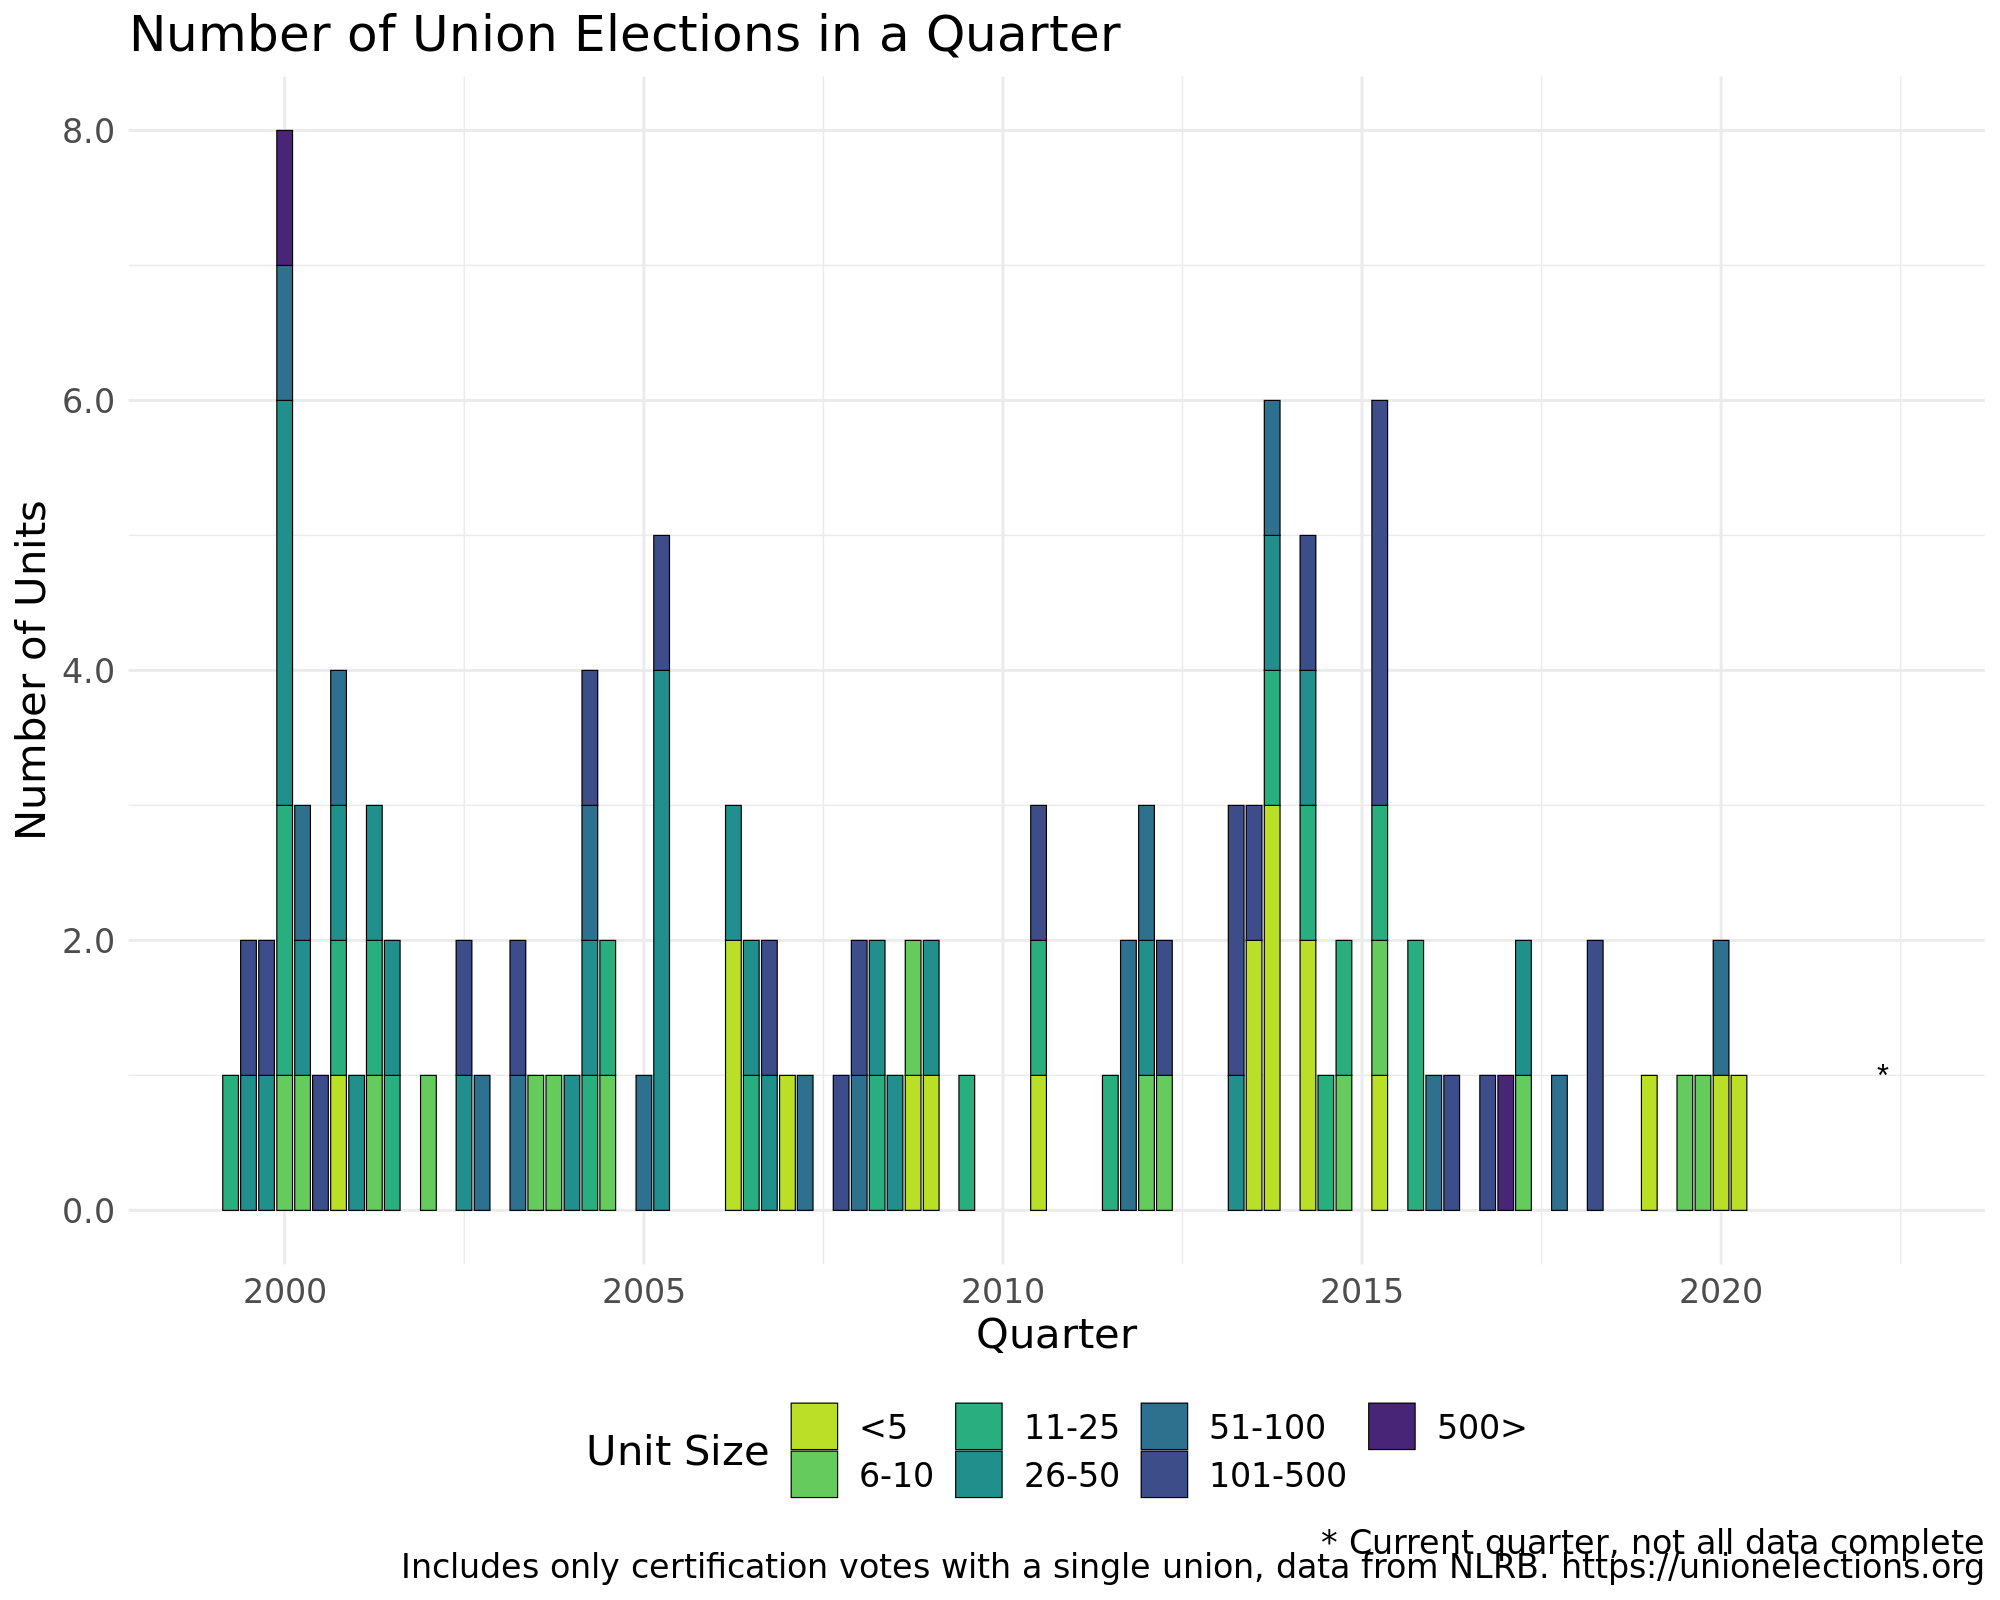 Number of Union Elections in a Quarter
8.0
6.0
4.0
2.0
0.0
Number of Units
*
2000 2005 2010 2015 2020
Quarter
Unit Size
<5 11-25 51-100 500>
6-10 26-50 101-500
* Current quarter, not all data complete
Includes only certification votes with a single union, data from NLRB. https://unionelections.org